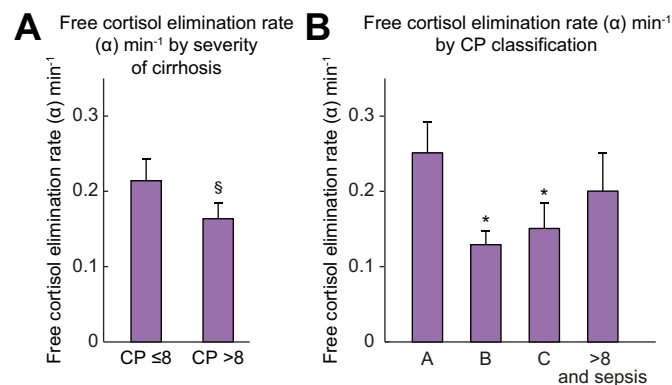 A
Free cortisol elimination rate
(α) min⁻¹ by severity
of cirrhosis
Free cortisol elimination rate (α) min⁻¹
0.3
0.2
0.1
0
§
CP ≤8
CP >8
B
Free cortisol elimination rate (α) min⁻¹
by CP classification
Free cortisol elimination rate (α) min⁻¹
0.3
0.2
0.1
0
*
*
A
B
C
>8
and sepsis